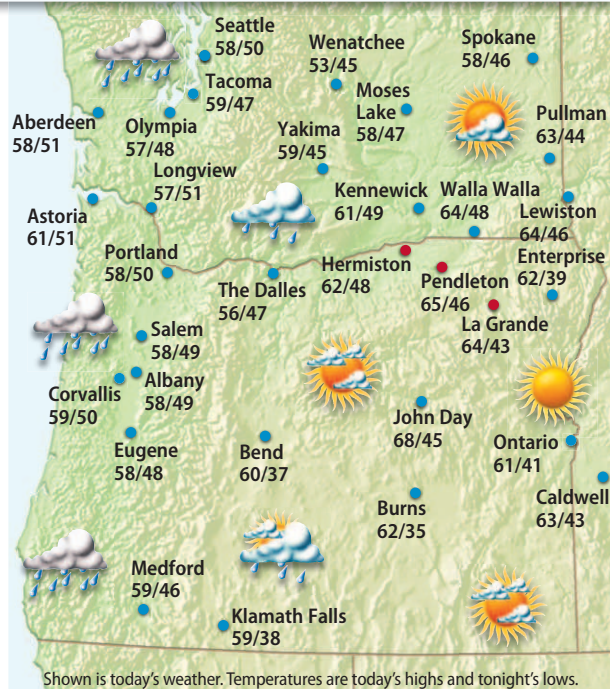 Seattle
58/50
Wenatchee
53/45
Spokane
58/46
Tacoma
59/47
Moses
Lake
58/47
Aberdeen
58/51
Olympia
57/48
Yakima
59/45
Pullman
63/44
Longview
57/51
Kennewick
61/49
Walla Walla
64/48
Lewiston
64/46
Astoria
61/51
Portland
58/50
The Dalles
56/47
Hermiston
62/48
Pendleton
65/46
Enterprise
62/39
La Grande
64/43
Salem
58/49
Albany
58/49
Corvallis
59/50
John Day
68/45
Eugene
58/48
Bend
60/37
Ontario
61/41
Burns
62/35
Caldwell
63/43
Medford
59/46
Klamath Falls
59/38
Shown is today's weather. Temperatures are today's highs and tonight's lows.